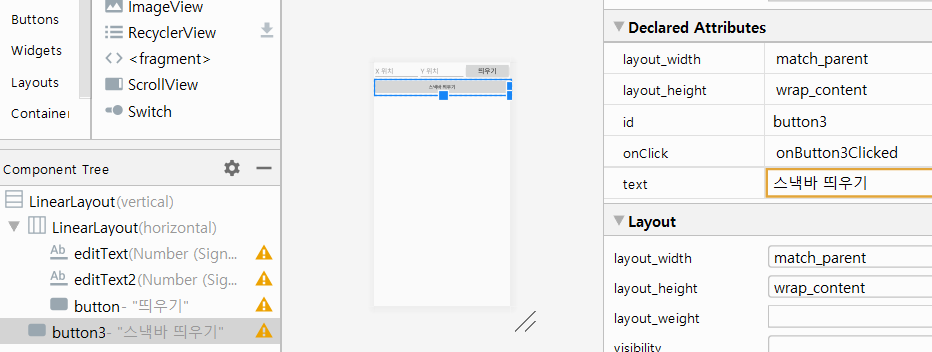 Buttons
Widgets
Layouts
Container
ImageView
RecyclerView
<fragment>
ScrollView
Switch
Component Tree
LinearLayout(vertical)
LinearLayout(horizontal)
editText(Number (Sign...
editText2(Number (Sig...
button- "띄우기"
button3- "스낵바 띄우기"
X 위치 Y 위치 띄우기
스낵바 띄우기
Declared Attributes
layout_width match_parent
layout_height wrap_content
id button3
onClick onButton3Clicked
text 스낵바 띄우기
Layout
layout_width match_parent
layout_height wrap_content
layout_weight
visibility